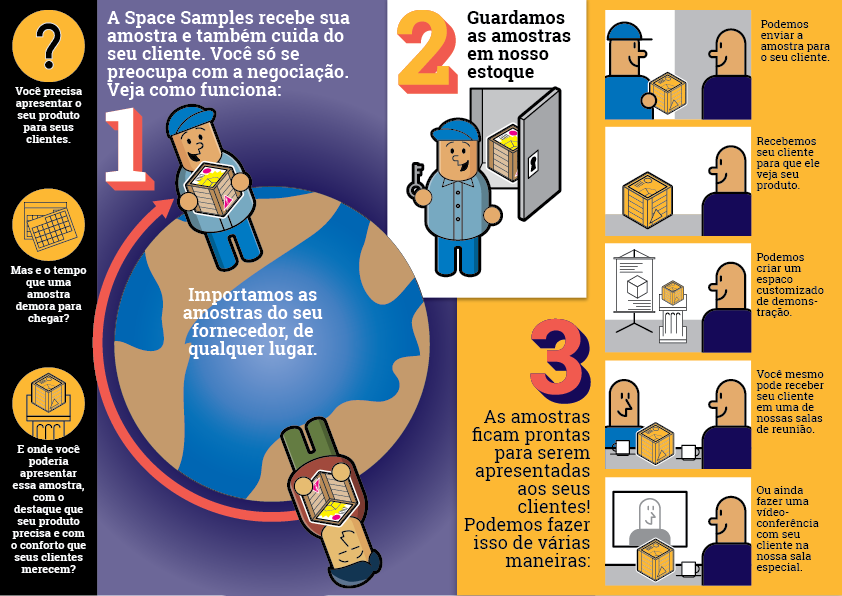 ?
Você precisa
apresentar o
seu produto
para seus
clientes.
Mas e o tempo
que uma
amostra
demora para
chegar?
E onde você
poderia
apresentar
essa amostra,
com o
destaque que
seu produto
precisa e com
o conforto que
seus clientes
merecem?
A Space Samples recebe sua
amostra e também cuida do
seu cliente. Você só se
preocupa com a negociação.
Veja como funciona:
1
Importamos as
amostras do seu
fornecedor, de
qualquer lugar.
2
Guardamos
as amostras
em nosso
estoque
3
As amostras
ficam prontas
para serem
apresentadas
aos seus
clientes!
Podemos fazer
isso de várias
maneiras:
Podemos
enviar a
amostra para
o seu cliente.
Recebemos
seu cliente
para que ele
veja seu
produto.
Podemos
criar um
espaco
customizado
de demons-
tração.
Você mesmo
pode receber
seu cliente
em uma de
nossas salas
de reunião.
Ou ainda
fazer uma
vídeo-
conferência
com seu
cliente na
nossa sala
especial.